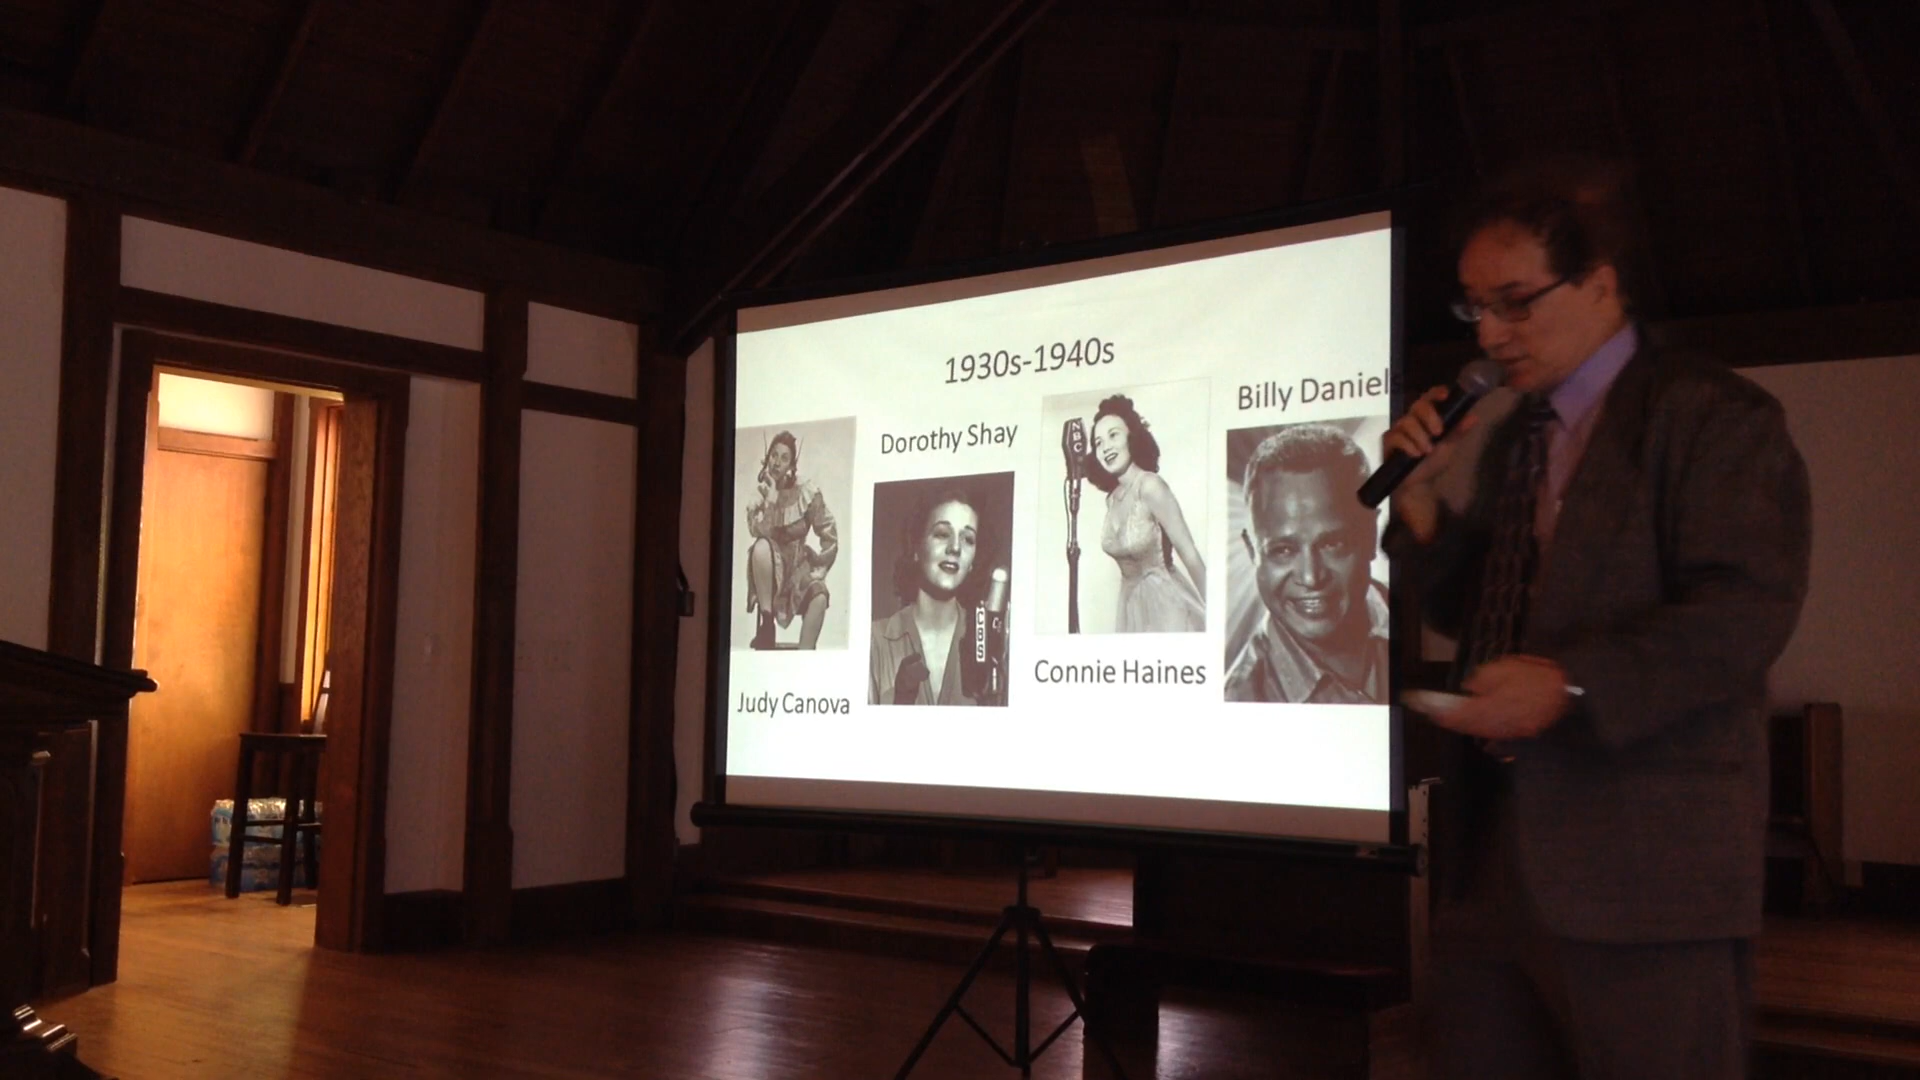 1930s-1940s
Billy Daniel
Dorothy Shay
NBC
CBS
Connie Haines
Judy Canova